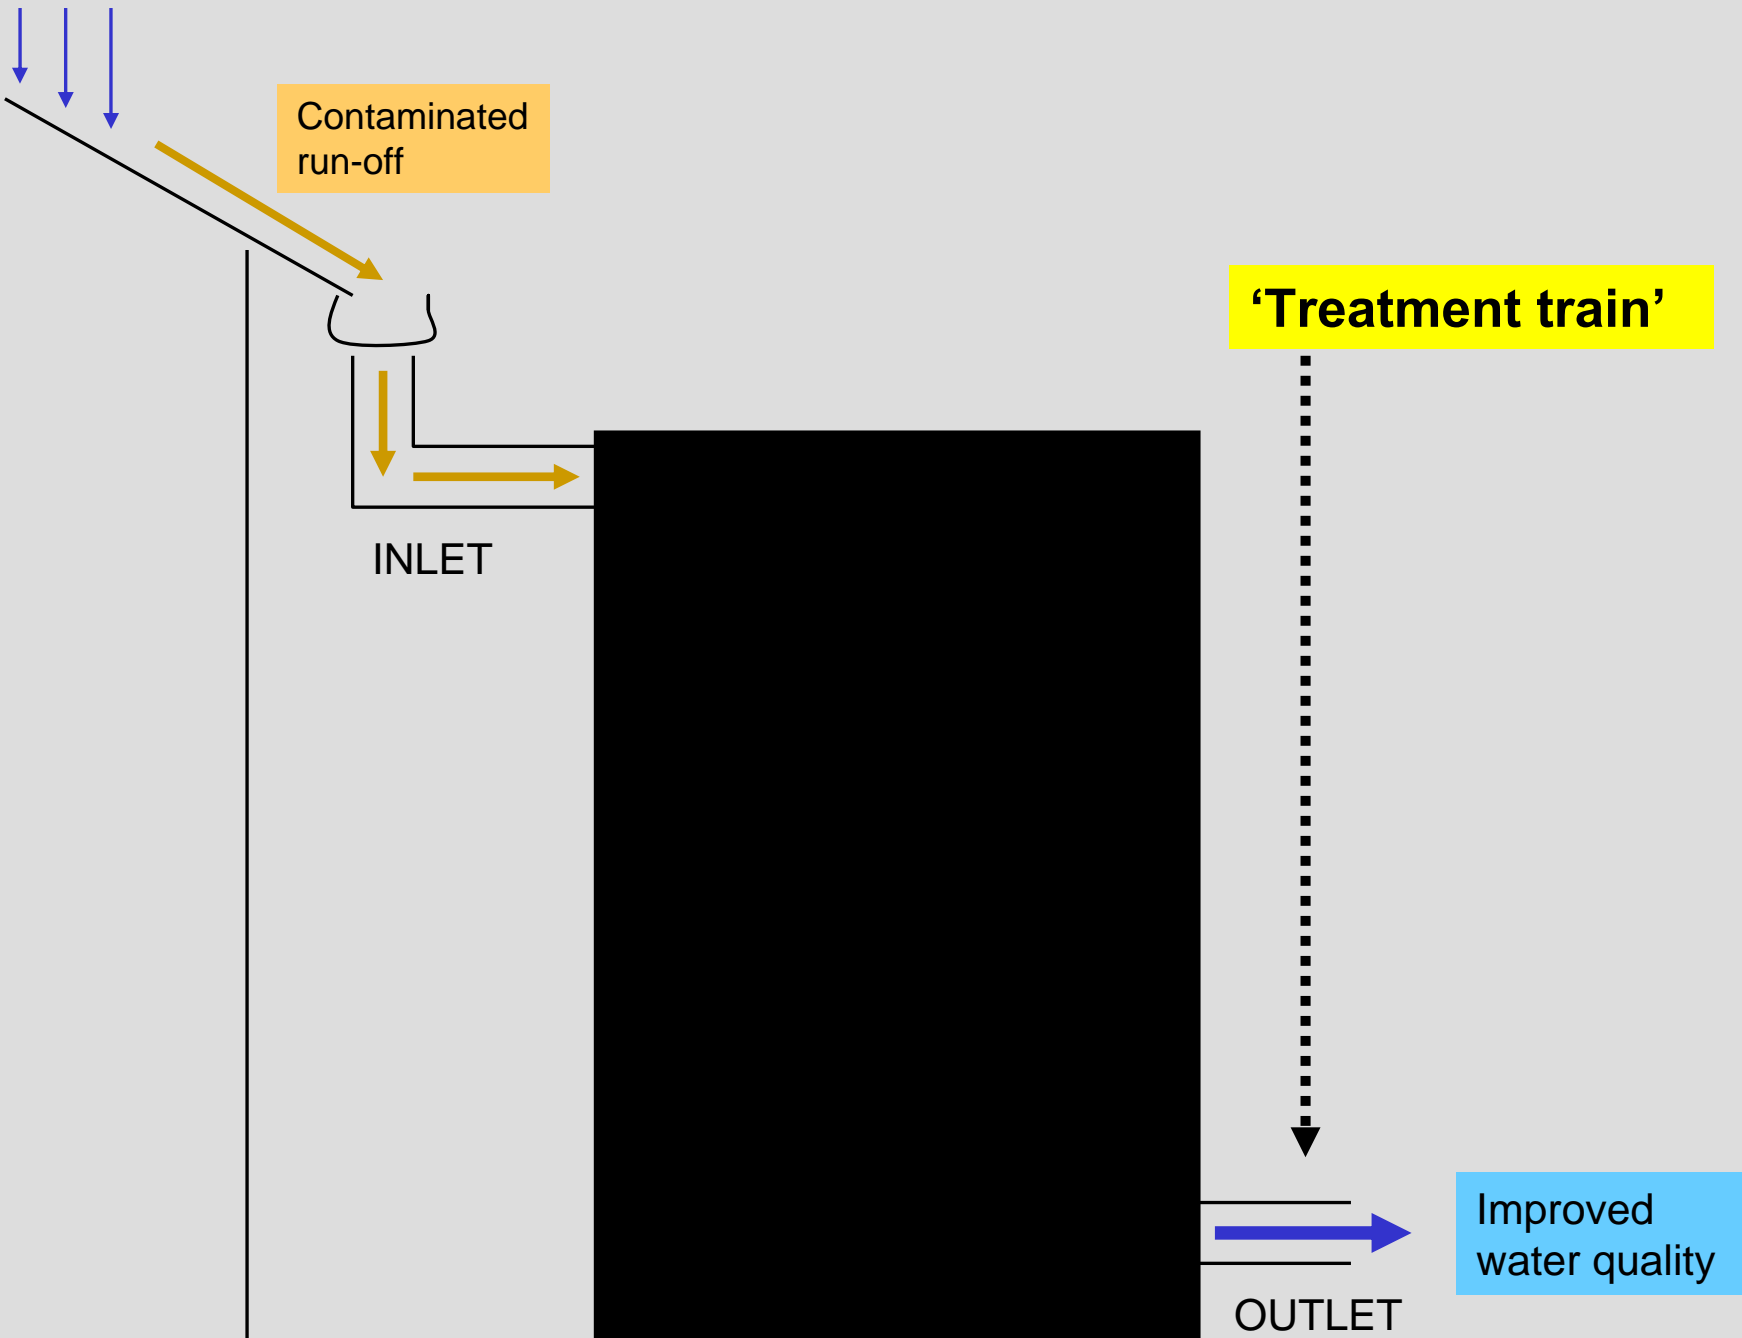 Contaminated
run-off
‘Treatment train’
INLET
Improved
water quality
OUTLET